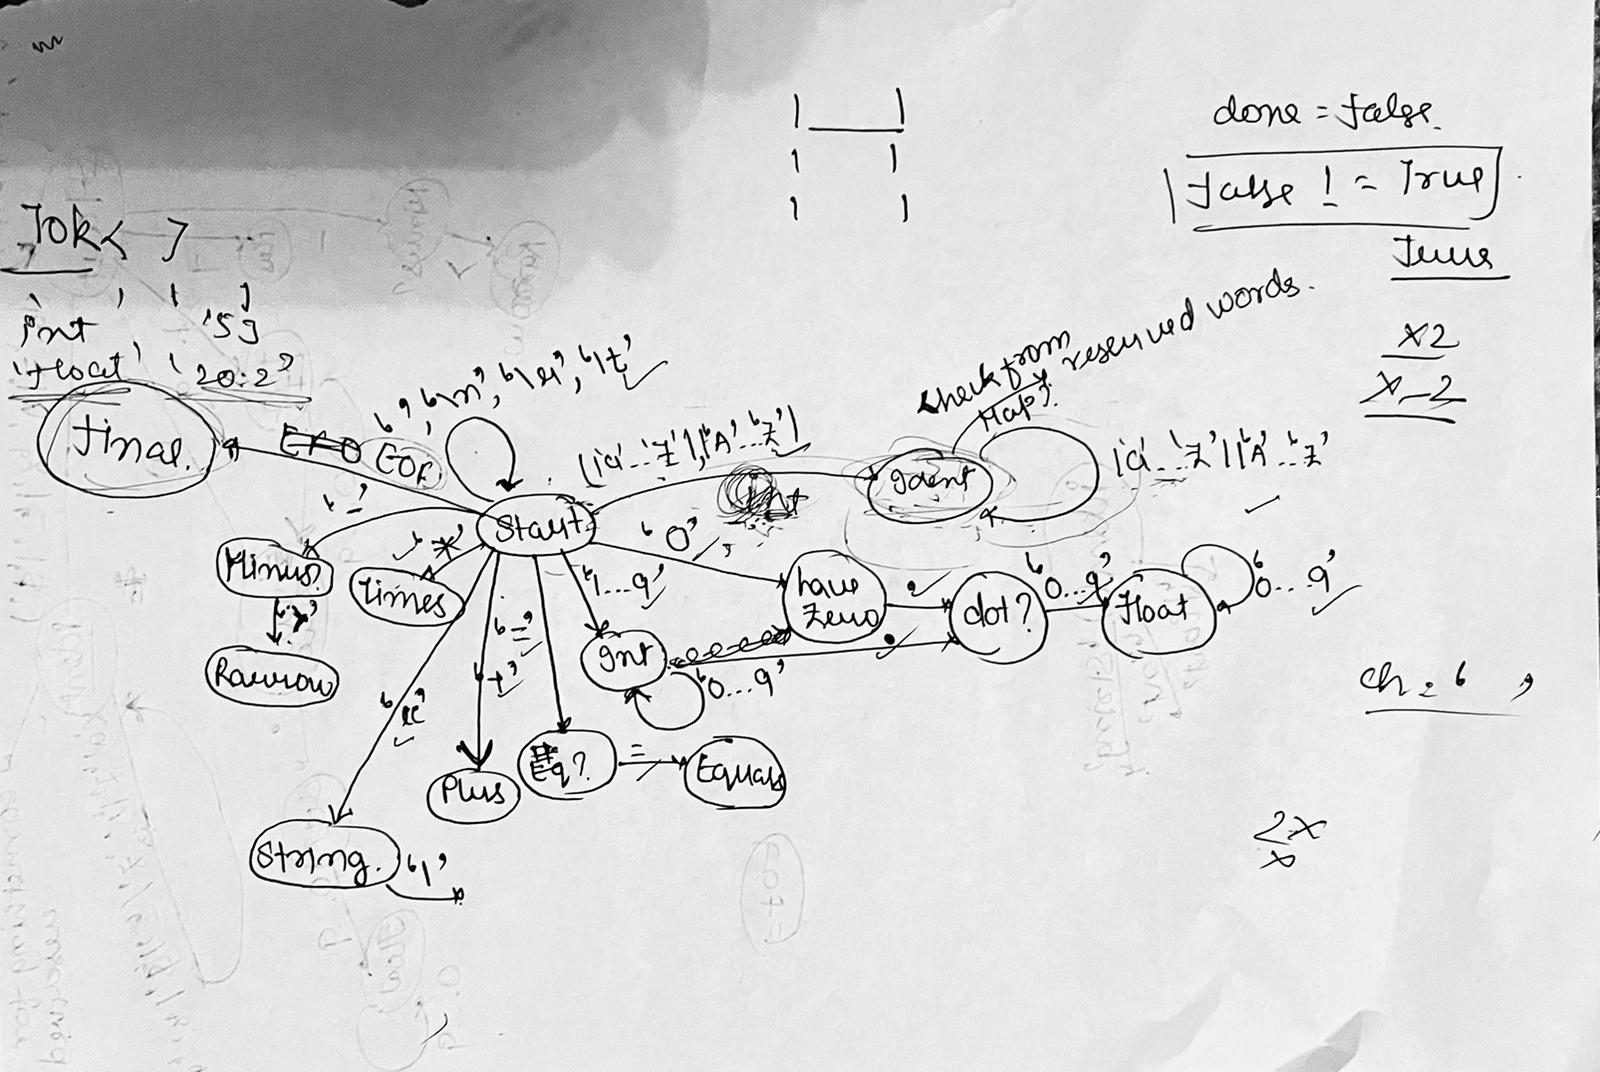 done = False.
False != True
True
Tok< >
int '5'
'Float' '20.2'
x2
x-2
check from reserved words.
Map?
' ', '\n', '\r', '\t'
('a'...'z')|('A'...'Z')
Ident
'a'...'z'|'A'...'Z'
Final.
EOF
Start
'-'
Minus?
'>'
Rarrow
'*'
Times
'0'
have
Zero
.
dot?
'0...9'
Float
'0...9'
'1...9'
Int
.
'0...9'
'='
Eq?
=
Equals
'+'
Plus
String.
ch = ' '
2x
x